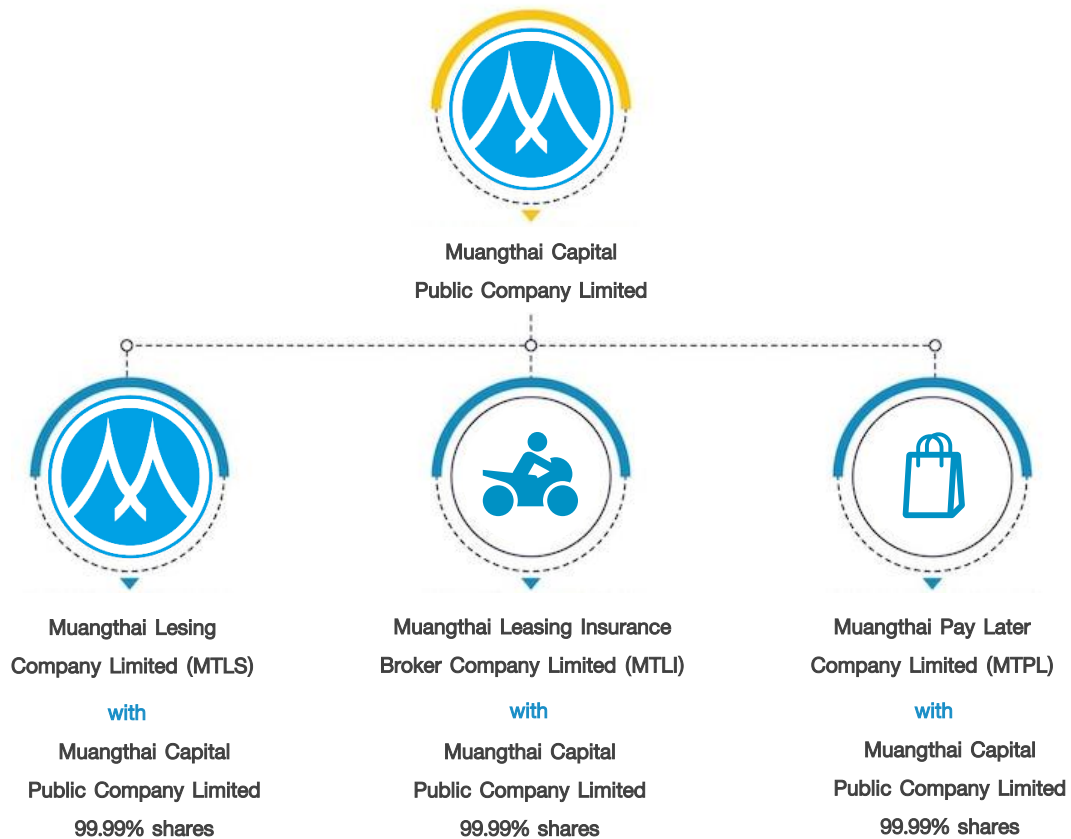 Muangthai Capital
Public Company Limited
Muangthai Lesing
Company Limited (MTLS)
with
Muangthai Capital
Public Company Limited
99.99% shares
Muangthai Leasing Insurance
Broker Company Limited (MTLI)
with
Muangthai Capital
Public Company Limited
99.99% shares
Muangthai Pay Later
Company Limited (MTPL)
with
Muangthai Capital
Public Company Limited
99.99% shares